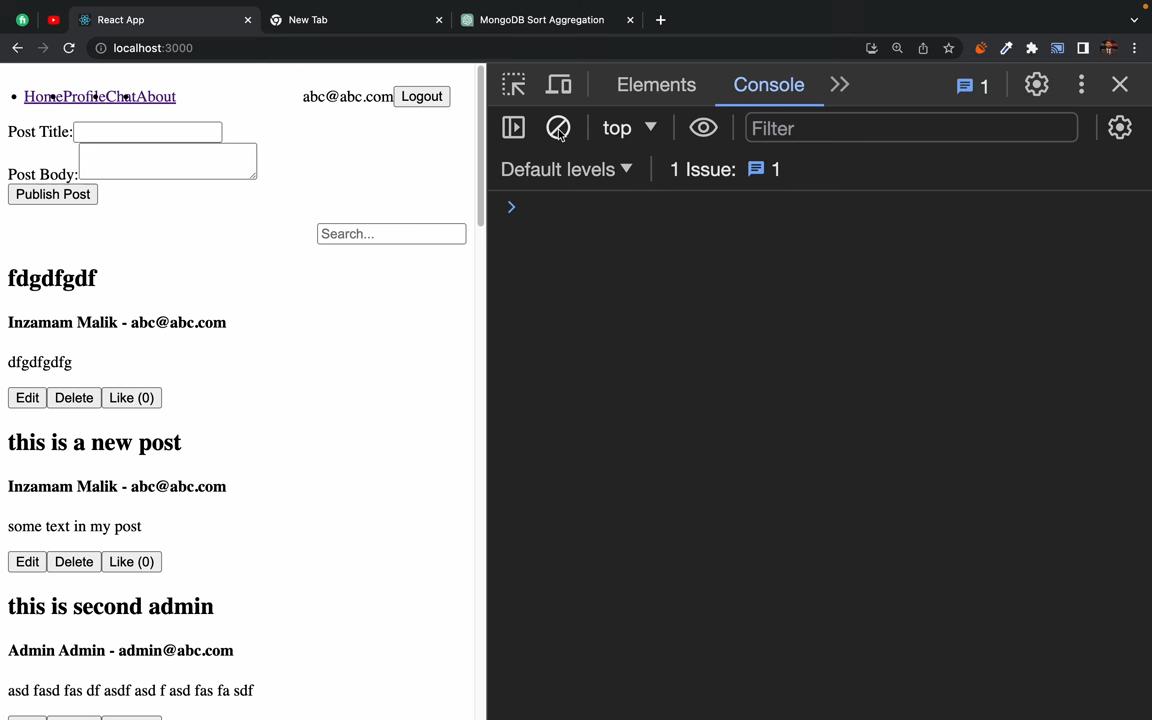 React App
New Tab
MongoDB Sort Aggregation
localhost:3000
HomeProfileChatAbout
abc@abc.com
Logout
Post Title:
Post Body:
Publish Post
Search...
fdgdfgdf
Inzamam Malik - abc@abc.com
dfgdfgdfg
Edit Delete Like (0)
this is a new post
Inzamam Malik - abc@abc.com
some text in my post
Edit Delete Like (0)
this is second admin
Admin Admin - admin@abc.com
asd fasd fas df asdf asd f asd fas fa sdf
Elements Console 1
top Filter
Default levels 1 Issue: 1